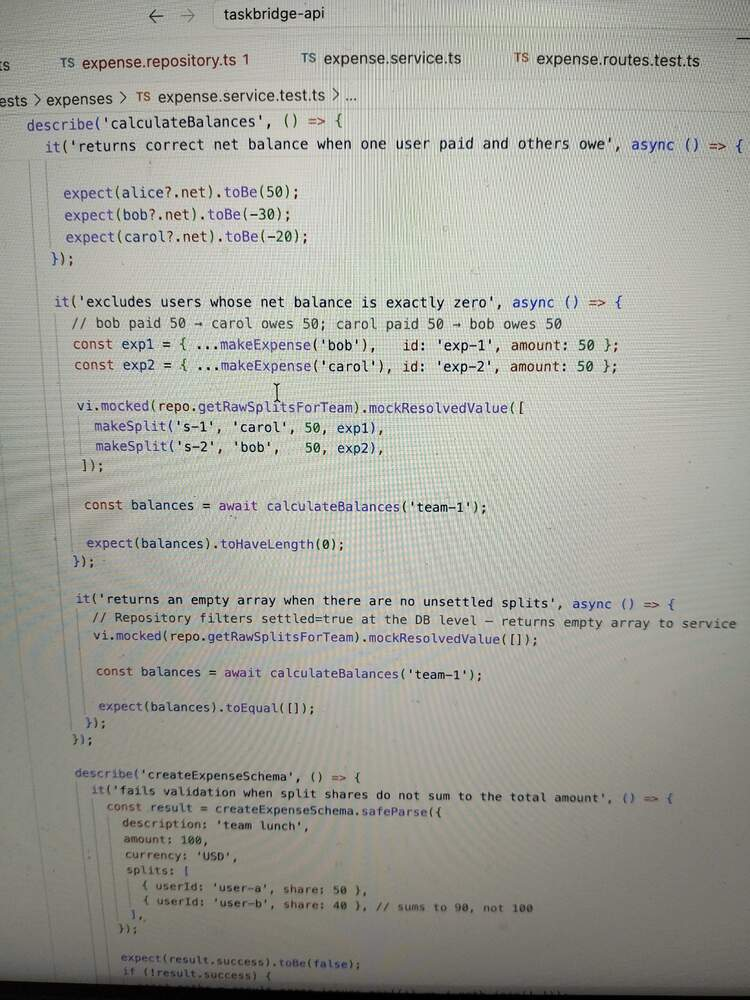 ← → taskbridge-api
TS expense.repository.ts 1 TS expense.service.ts TS expense.routes.test.ts
ests > expenses > TS expense.service.test.ts > ...
describe('calculateBalances', () => {
it('returns correct net balance when one user paid and others owe', async () => {
expect(alice?.net).toBe(50);
expect(bob?.net).toBe(-30);
expect(carol?.net).toBe(-20);
});
it('excludes users whose net balance is exactly zero', async () => {
// bob paid 50 → carol owes 50; carol paid 50 → bob owes 50
const exp1 = { ...makeExpense('bob'), id: 'exp-1', amount: 50 };
const exp2 = { ...makeExpense('carol'), id: 'exp-2', amount: 50 };
vi.mocked(repo.getRawSplitsForTeam).mockResolvedValue([
makeSplit('s-1', 'carol', 50, exp1),
makeSplit('s-2', 'bob', 50, exp2),
]);
const balances = await calculateBalances('team-1');
expect(balances).toHaveLength(0);
});
it('returns an empty array when there are no unsettled splits', async () => {
// Repository filters settled=true at the DB level — returns empty array to service
vi.mocked(repo.getRawSplitsForTeam).mockResolvedValue([]);
const balances = await calculateBalances('team-1');
expect(balances).toEqual([]);
});
});
describe('createExpenseSchema', () => {
it('fails validation when split shares do not sum to the total amount', () => {
const result = createExpenseSchema.safeParse({
description: 'team lunch',
amount: 100,
currency: 'USD',
splits: [
{ userId: 'user-a', share: 50 },
{ userId: 'user-b', share: 40 }, // sums to 90, not 100
],
});
expect(result.success).toBe(false);
if (!result.success) {